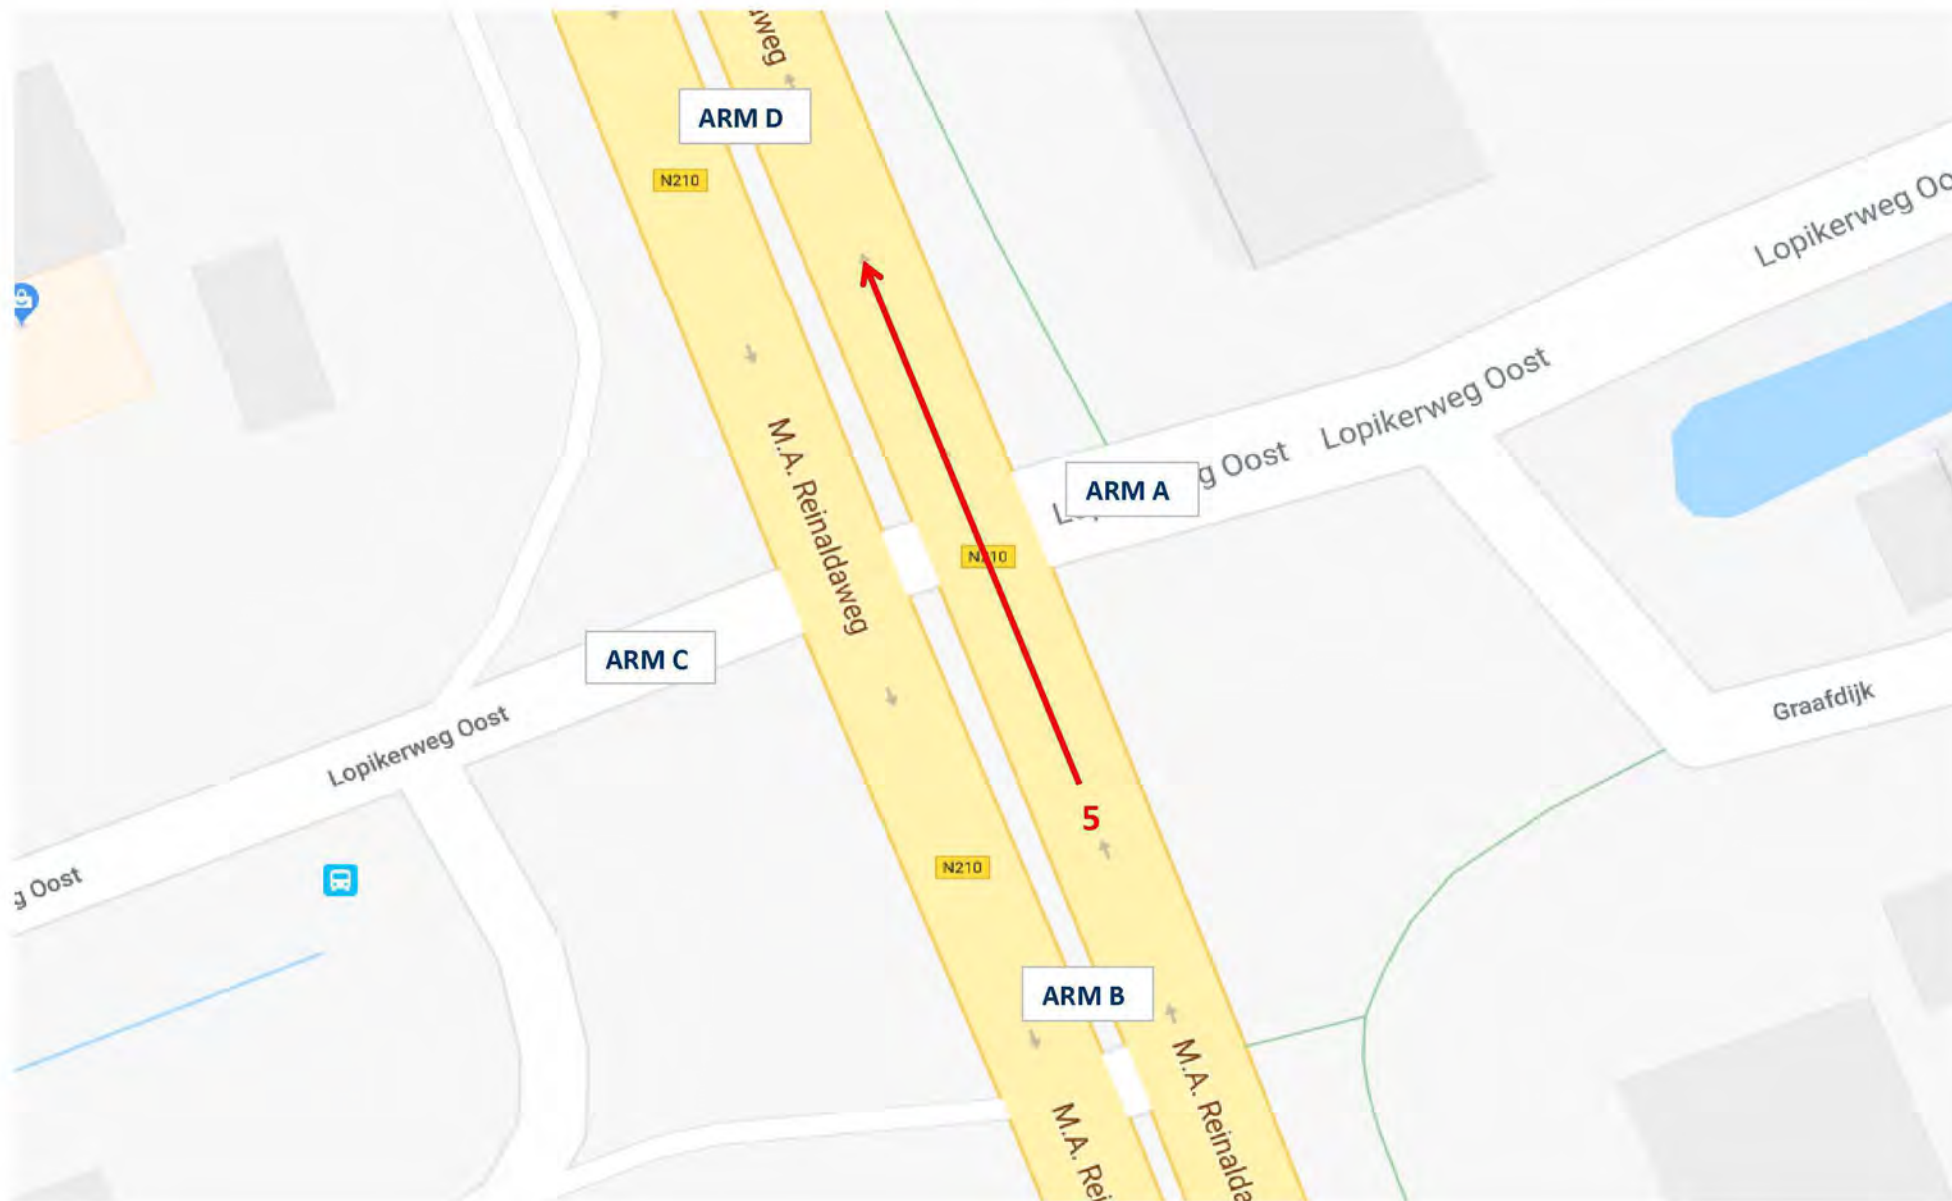 ɹweg
ARM D
N210
Lopikerweg Oo
Lopikerweg Oost
g Oost
ARM A
M.A. Reinaldaweg
N210
ARM C
Lopikerweg Oost
Graafdijk
5
N210
g Oost
ARM B
M.A. Reinalda
M.A. Rei